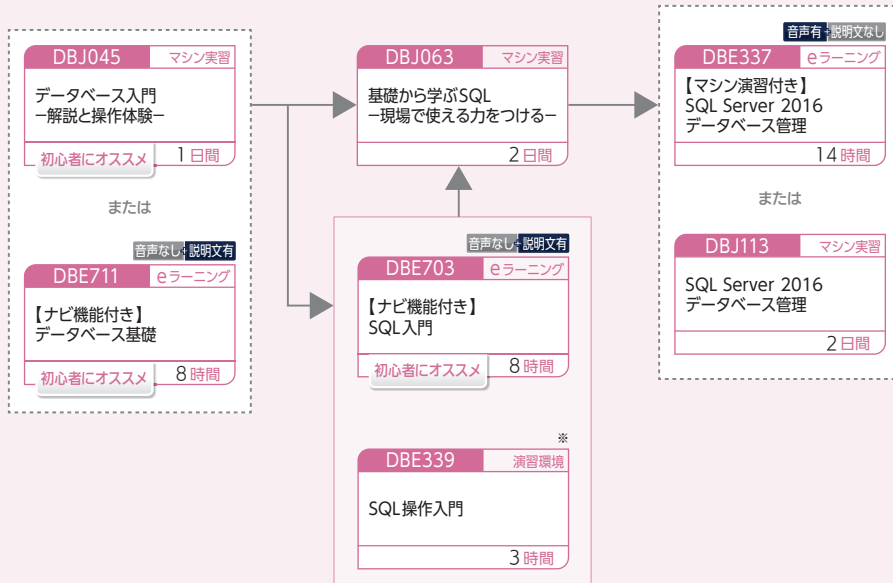 DBJ045 マシン実習
データベース入門
−解説と操作体験−
初心者にオススメ 1日間
または
音声なし+説明文有
DBE711 eラーニング
【ナビ機能付き】
データベース基礎
初心者にオススメ 8時間
DBJ063 マシン実習
基礎から学ぶSQL
−現場で使える力をつける−
2日間
音声なし+説明文有
DBE703 eラーニング
【ナビ機能付き】
SQL入門
初心者にオススメ 8時間
※
DBE339 演習環境
SQL操作入門
3時間
音声有+説明文なし
DBE337 eラーニング
【マシン演習付き】
SQL Server 2016
データベース管理
14時間
または
DBJ113 マシン実習
SQL Server 2016
データベース管理
2日間